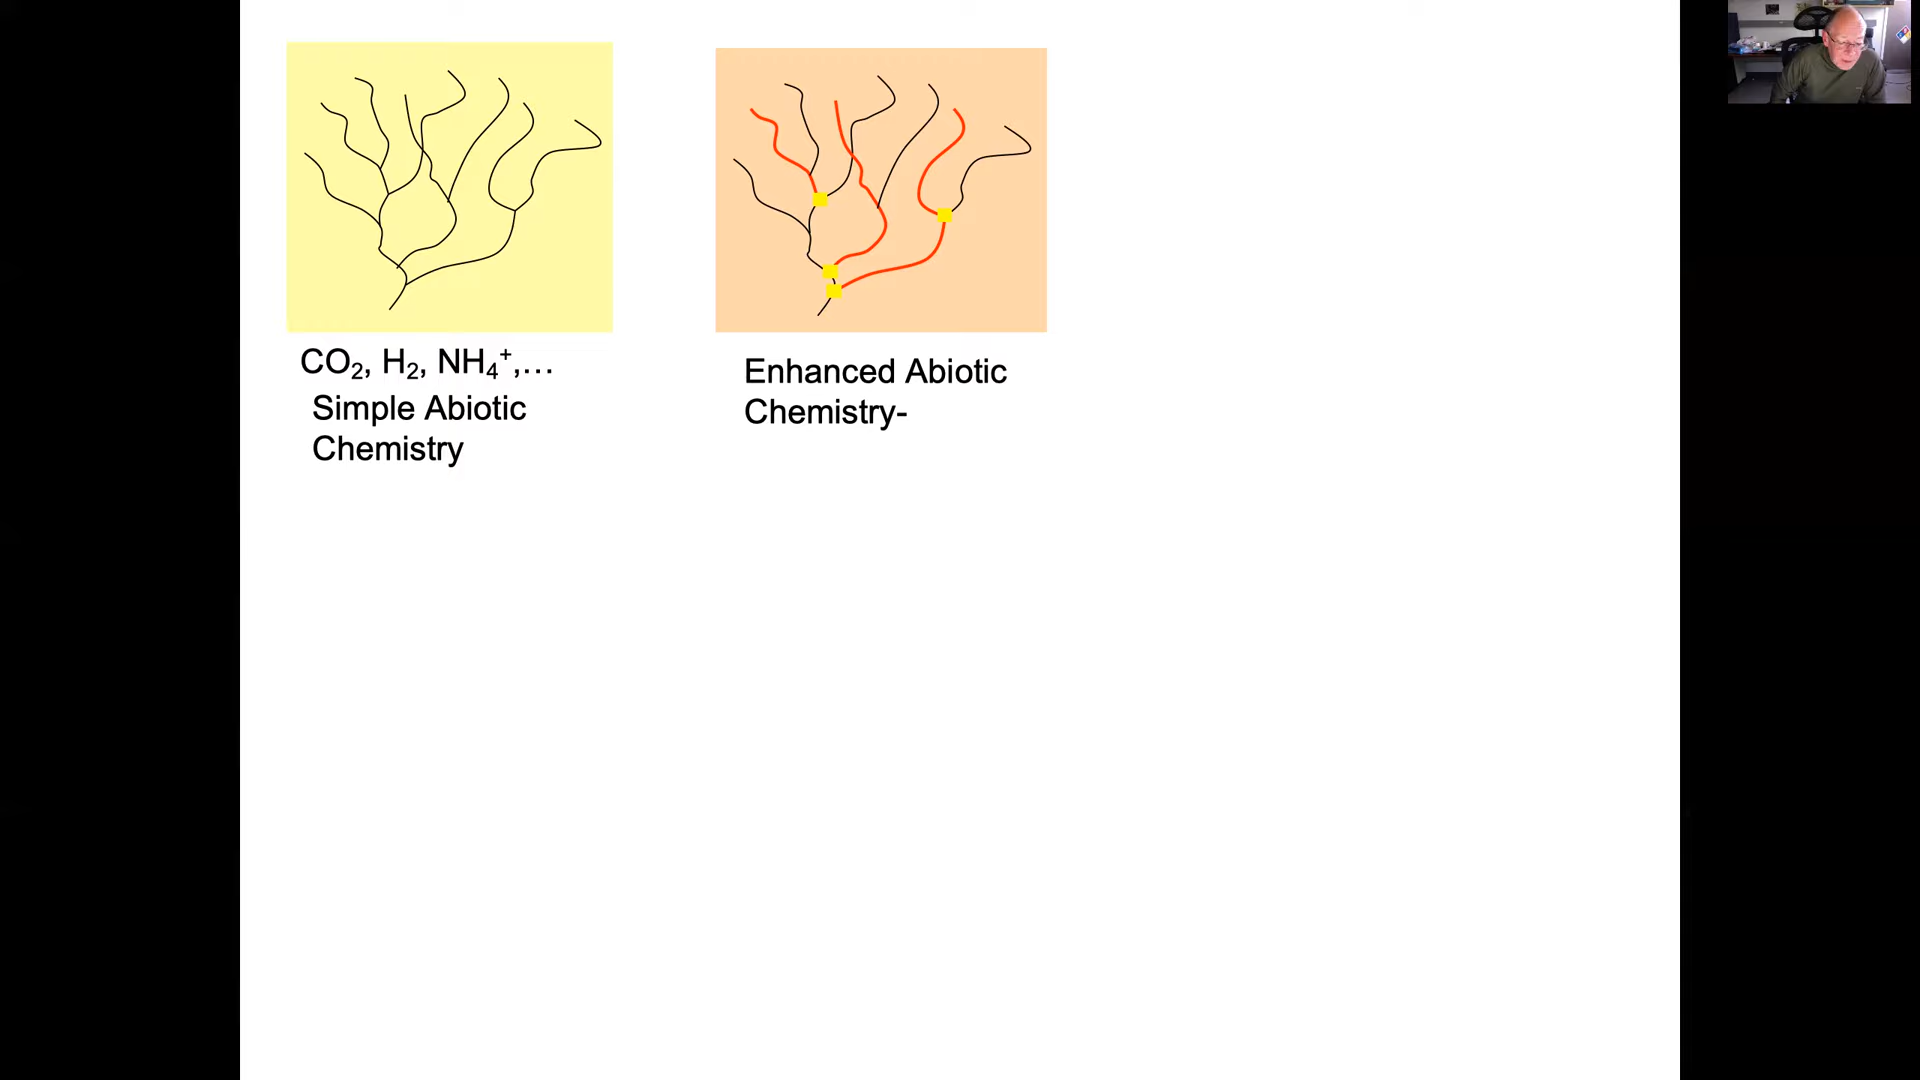 CO₂, H₂, NH₄⁺,...
Simple Abiotic
Chemistry
Enhanced Abiotic
Chemistry-